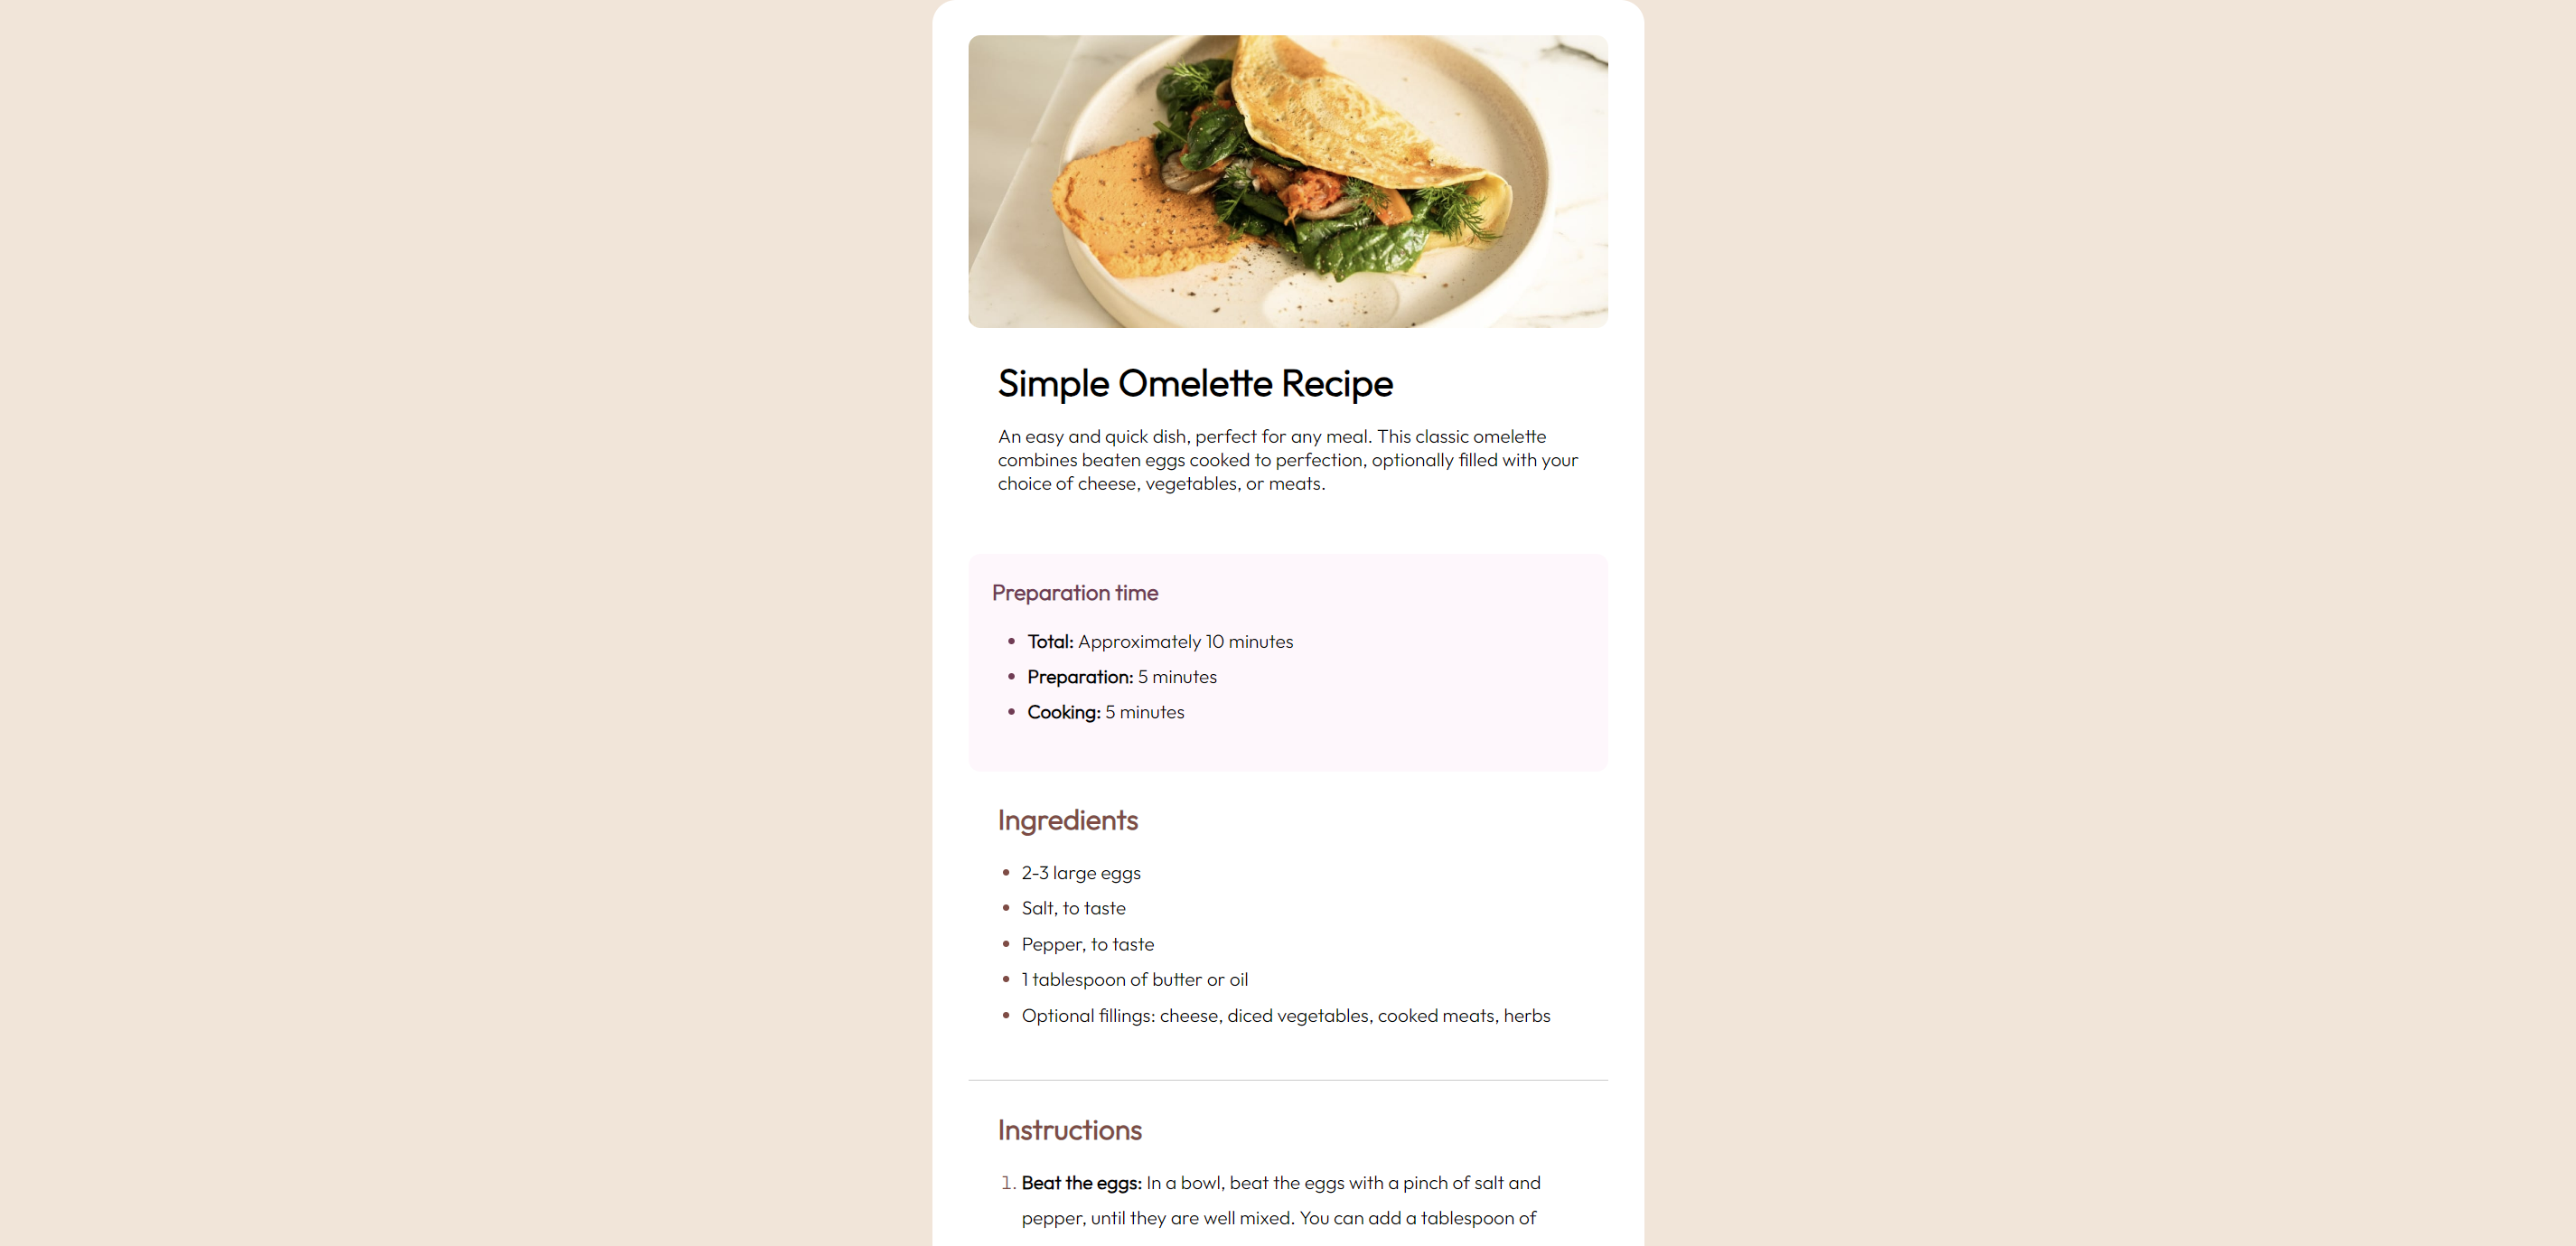 Simple Omelette Recipe
An easy and quick dish, perfect for any meal. This classic omelette
combines beaten eggs cooked to perfection, optionally filled with your
choice of cheese, vegetables, or meats.
Preparation time
• Total: Approximately 10 minutes
• Preparation: 5 minutes
• Cooking: 5 minutes
Ingredients
• 2-3 large eggs
• Salt, to taste
• Pepper, to taste
• 1 tablespoon of butter or oil
• Optional fillings: cheese, diced vegetables, cooked meats, herbs
Instructions
1. Beat the eggs: In a bowl, beat the eggs with a pinch of salt and
pepper, until they are well mixed. You can add a tablespoon of